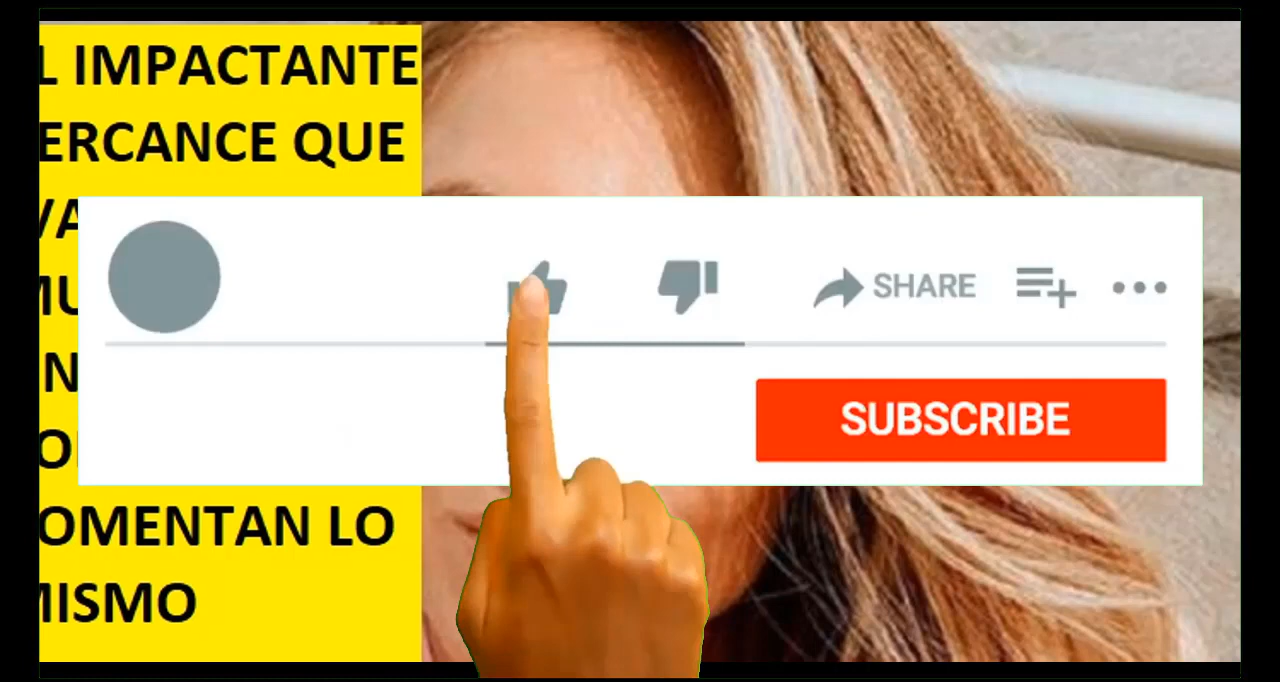 L IMPACTANTE
ERCANCE QUE
SHARE
SUBSCRIBE
OMENTAN LO
MISMO